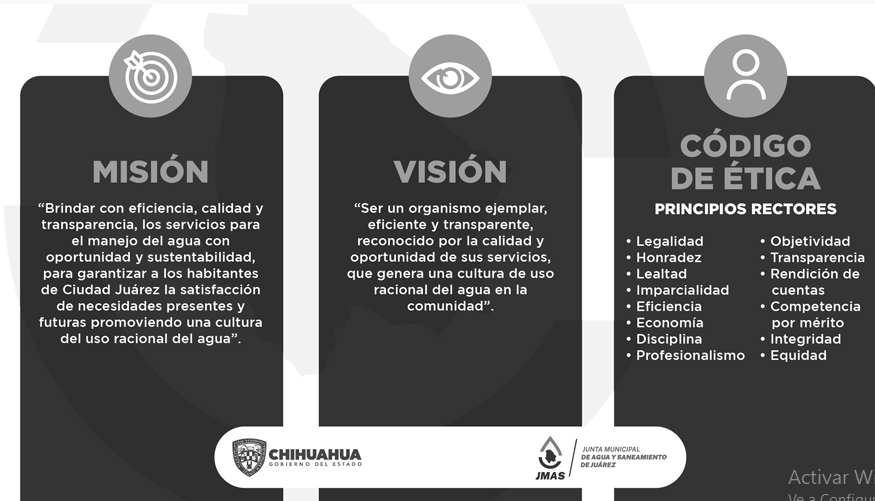 MISIÓN
“Brindar con eficiencia, calidad y
transparencia, los servicios para
el manejo del agua con
oportunidad y sustentabilidad,
para garantizar a los habitantes
de Ciudad Juárez la satisfacción
de necesidades presentes y
futuras promoviendo una cultura
del uso racional del agua”.
VISIÓN
“Ser un organismo ejemplar,
eficiente y transparente,
reconocido por la calidad y
oportunidad de sus servicios,
que genera una cultura de uso
racional del agua en la
comunidad”.
CÓDIGO
DE ÉTICA
PRINCIPIOS RECTORES
• Legalidad
• Honradez
• Lealtad
• Imparcialidad
• Eficiencia
• Economía
• Disciplina
• Profesionalismo
• Objetividad
• Transparencia
• Rendición de
cuentas
• Competencia
por mérito
• Integridad
• Equidad
CHIHUAHUA
GOBIERNO DEL ESTADO
JMAS
JUNTA MUNICIPAL
DE AGUA Y SANEAMIENTO
DE JUÁREZ
Activar Wi
Ve a Configur